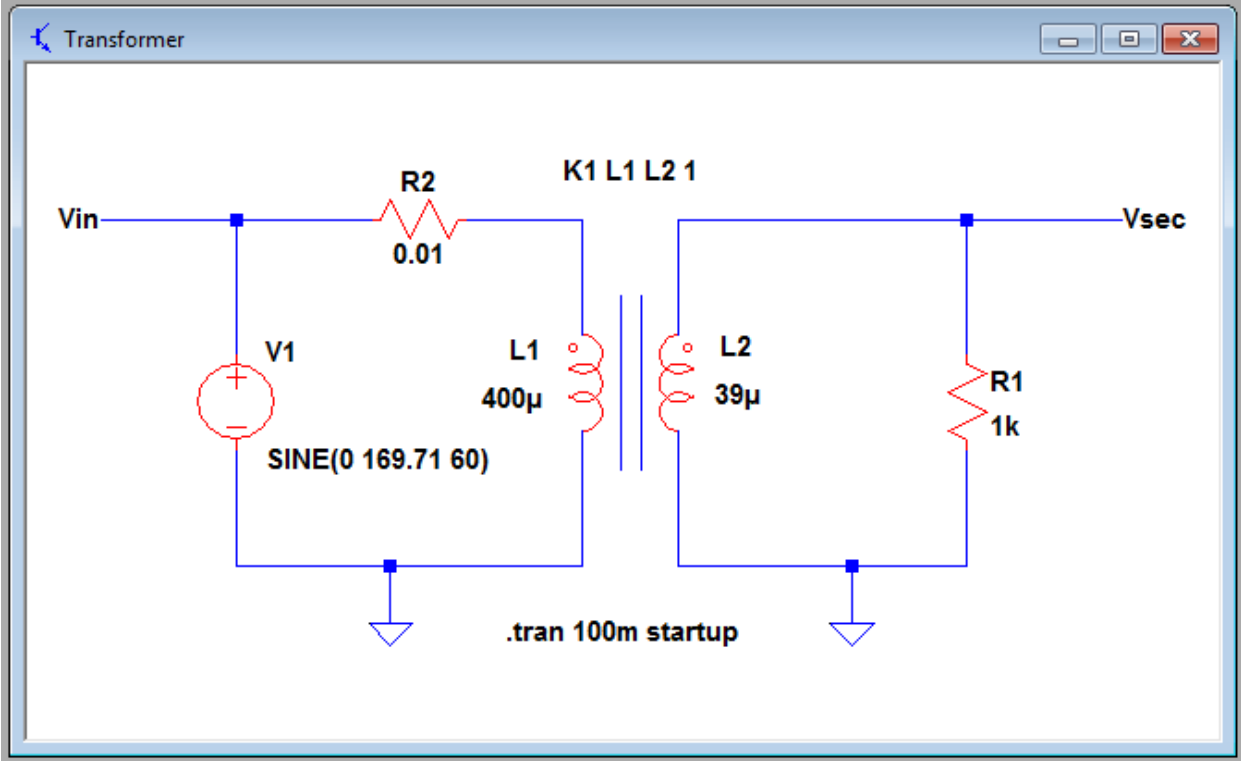 Transformer
K1 L1 L2 1
R2
Vin
Vsec
0.01
V1
L1
L2
R1
400µ
39µ
1k
SINE(0 169.71 60)
.tran 100m startup